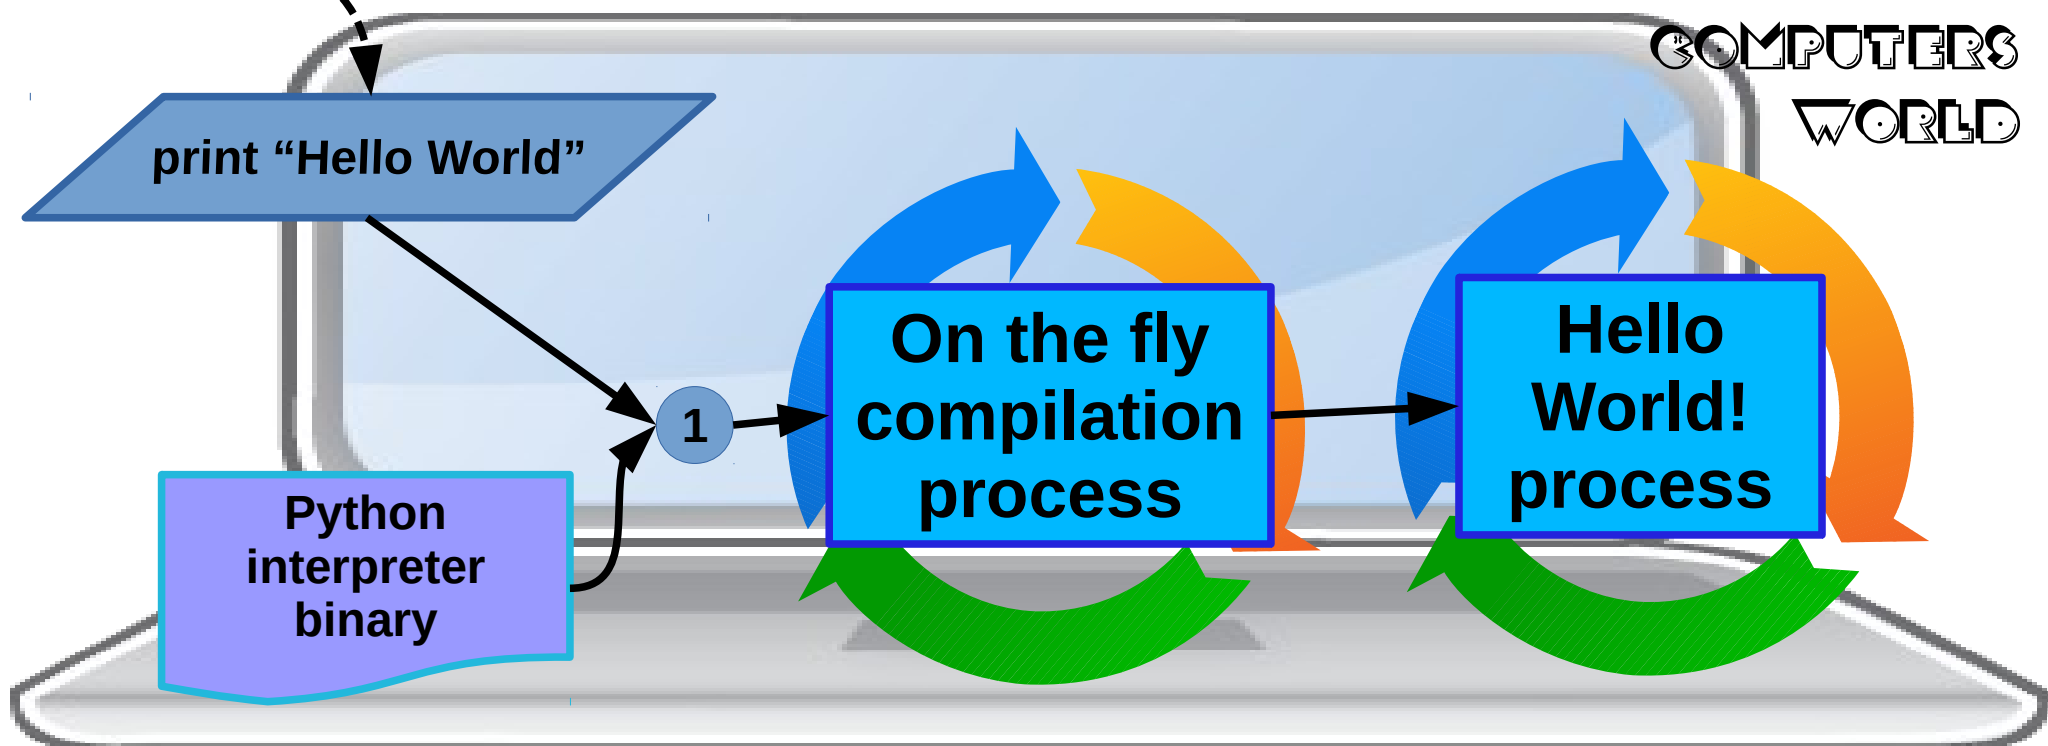 COMPUTERS
WORLD
print “Hello World”
Python
interpreter
binary
1
On the fly
compilation
process
Hello
World!
process